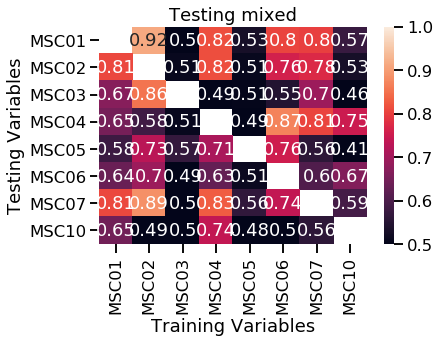 Testing mixed
MSC01 0.92 0.5 0.82 0.53 0.8 0.8 0.57
MSC02 0.81 0.51 0.82 0.51 0.76 0.78 0.53
MSC03 0.67 0.86 0.49 0.51 0.55 0.7 0.46
MSC04 0.65 0.58 0.51 0.49 0.87 0.81 0.75
MSC05 0.58 0.73 0.57 0.71 0.76 0.56 0.41
MSC06 0.64 0.7 0.49 0.63 0.51 0.6 0.67
MSC07 0.81 0.89 0.5 0.83 0.56 0.74 0.59
MSC10 0.65 0.49 0.5 0.74 0.48 0.5 0.56
MSC01 MSC02 MSC03 MSC04 MSC05 MSC06 MSC07 MSC10
Training Variables
Testing Variables
1.0
0.9
0.8
0.7
0.6
0.5